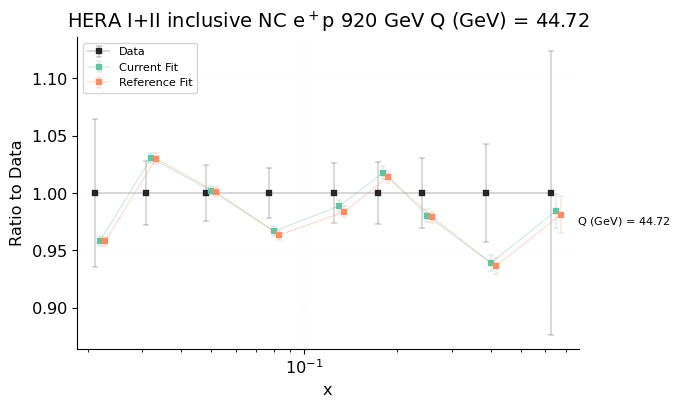 HERA I+II inclusive NC e⁺p 920 GeV Q (GeV) = 44.72
Data
Current Fit
Reference Fit
Ratio to Data
1.10
1.05
1.00
0.95
0.90
Q (GeV) = 44.72
10⁻¹
x